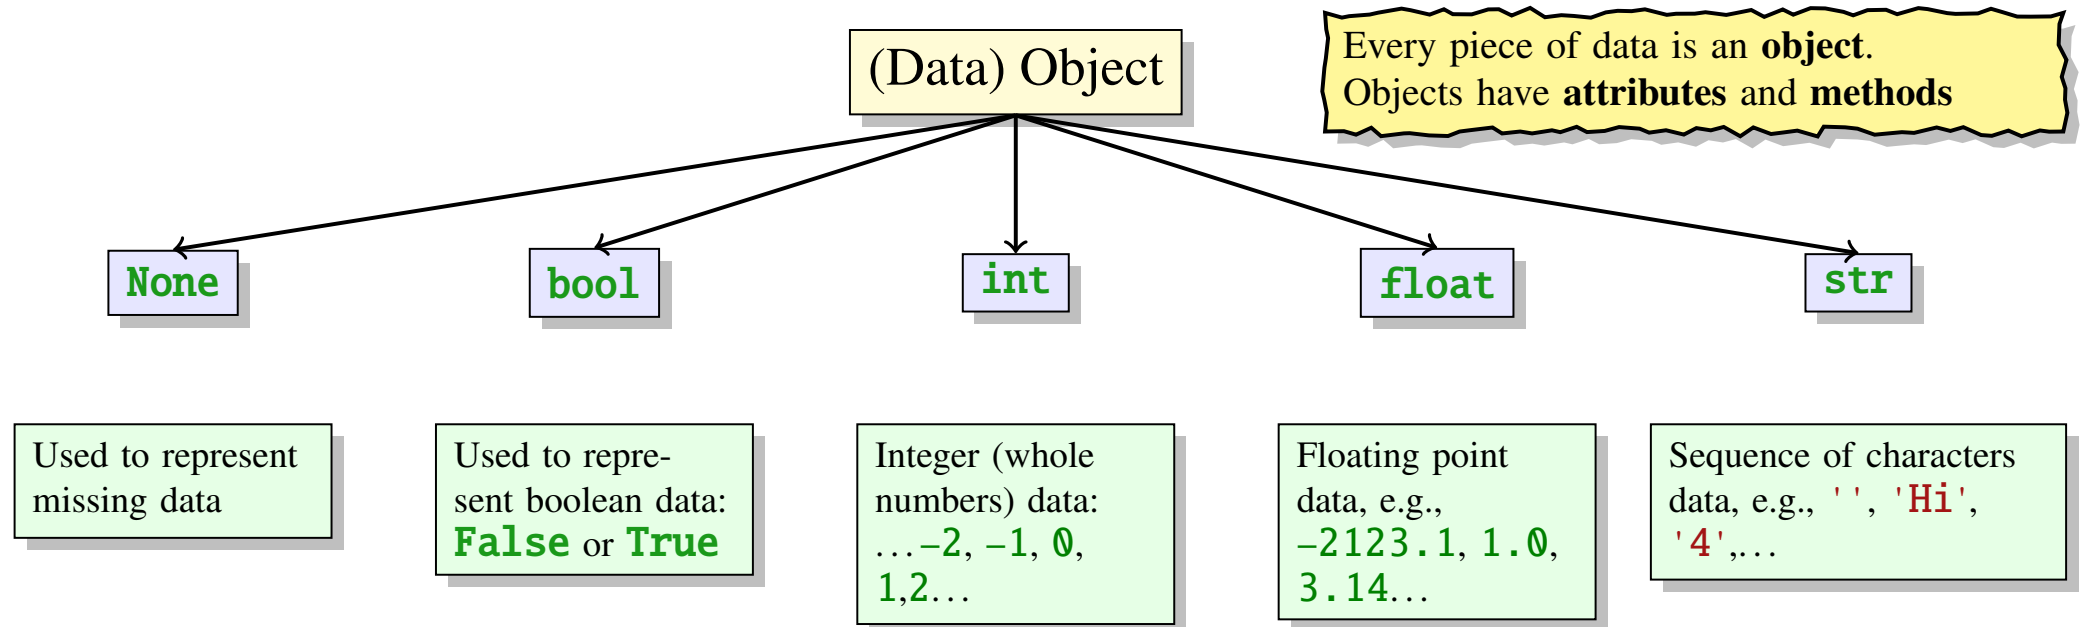 (Data) Object
Every piece of data is an object.
Objects have attributes and methods
None
bool
int
float
str
Used to represent
missing data
Used to repre-
sent boolean data:
False or True
Integer (whole
numbers) data:
...−2, −1, 0,
1,2...
Floating point
data, e.g.,
−2123.1, 1.0,
3.14...
Sequence of characters
data, e.g., '', 'Hi',
'4',...